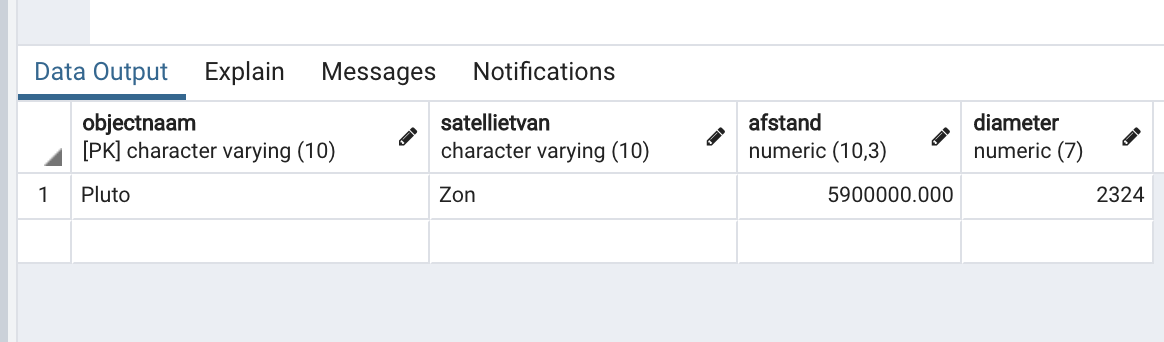 Data Output Explain Messages Notifications
objectnaam satellietvan afstand diameter
[PK] character varying (10) character varying (10) numeric (10,3) numeric (7)
1 Pluto Zon 5900000.000 2324